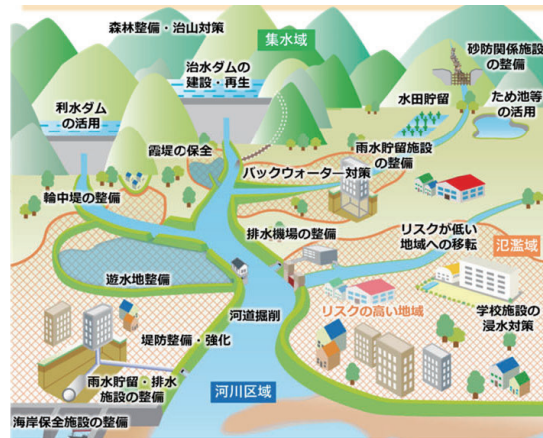 森林整備・治山対策
集水域
治水ダムの
建設・再生
砂防関係施設
の整備
利水ダム
の活用
水田貯留
ため池等
の活用
霞堤の保全
雨水貯留施設
の整備
バックウォーター対策
輪中堤の整備
排水機場の整備
リスクが低い
地域への移転
氾濫域
遊水地整備
リスクの高い地域
学校施設の
浸水対策
河道掘削
堤防整備・強化
雨水貯留・排水
施設の整備
河川区域
海岸保全施設の整備